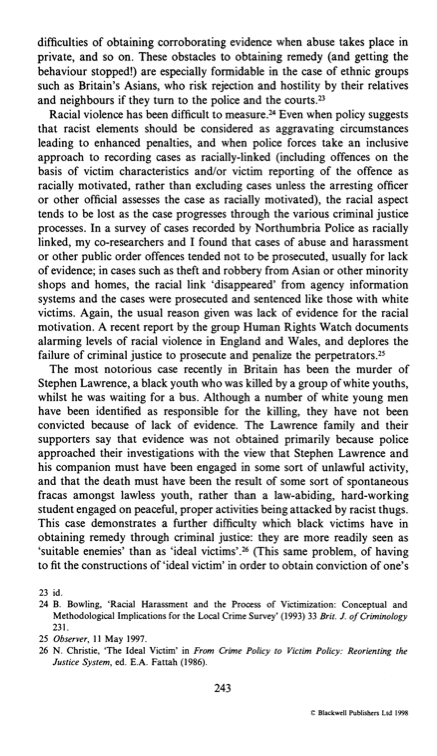 difficulties of obtaining corroborating evidence when abuse takes place in
private, and so on. These obstacles to obtaining remedy (and getting the
behaviour stopped!) are especially formidable in the case of ethnic groups
such as Britain's Asians, who risk rejection and hostility by their relatives
and neighbours if they turn to the police and the courts.²³
Racial violence has been difficult to measure.²⁴ Even when policy suggests
that racist elements should be considered as aggravating circumstances
leading to enhanced penalties, and when police forces take an inclusive
approach to recording cases as racially-linked (including offences on the
basis of victim characteristics and/or victim reporting of the offence as
racially motivated, rather than excluding cases unless the arresting officer
or other official assesses the case as racially motivated), the racial aspect
tends to be lost as the case progresses through the various criminal justice
processes. In a survey of cases recorded by Northumbria Police as racially
linked, my co-researchers and I found that cases of abuse and harassment
or other public order offences tended not to be prosecuted, usually for lack
of evidence; in cases such as theft and robbery from Asian or other minority
shops and homes, the racial link 'disappeared' from agency information
systems and the cases were prosecuted and sentenced like those with white
victims. Again, the usual reason given was lack of evidence for the racial
motivation. A recent report by the group Human Rights Watch documents
alarming levels of racial violence in England and Wales, and deplores the
failure of criminal justice to prosecute and penalize the perpetrators.²⁵
The most notorious case recently in Britain has been the murder of
Stephen Lawrence, a black youth who was killed by a group of white youths,
whilst he was waiting for a bus. Although a number of white young men
have been identified as responsible for the killing, they have not been
convicted because of lack of evidence. The Lawrence family and their
supporters say that evidence was not obtained primarily because police
approached their investigations with the view that Stephen Lawrence and
his companion must have been engaged in some sort of unlawful activity,
and that the death must have been the result of some sort of spontaneous
fracas amongst lawless youth, rather than a law-abiding, hard-working
student engaged on peaceful, proper activities being attacked by racist thugs.
This case demonstrates a further difficulty which black victims have in
obtaining remedy through criminal justice: they are more readily seen as
'suitable enemies' than as 'ideal victims'.²⁶ (This same problem, of having
to fit the constructions of 'ideal victim' in order to obtain conviction of one's
23 id.
24 B. Bowling, 'Racial Harassment and the Process of Victimization: Conceptual and
Methodological Implications for the Local Crime Survey' (1993) 33 Brit. J. of Criminology
231.
25 Observer, 11 May 1997.
26 N. Christie, 'The Ideal Victim' in From Crime Policy to Victim Policy: Reorienting the
Justice System, ed. E.A. Fattah (1986).
243
© Blackwell Publishers Ltd 1998